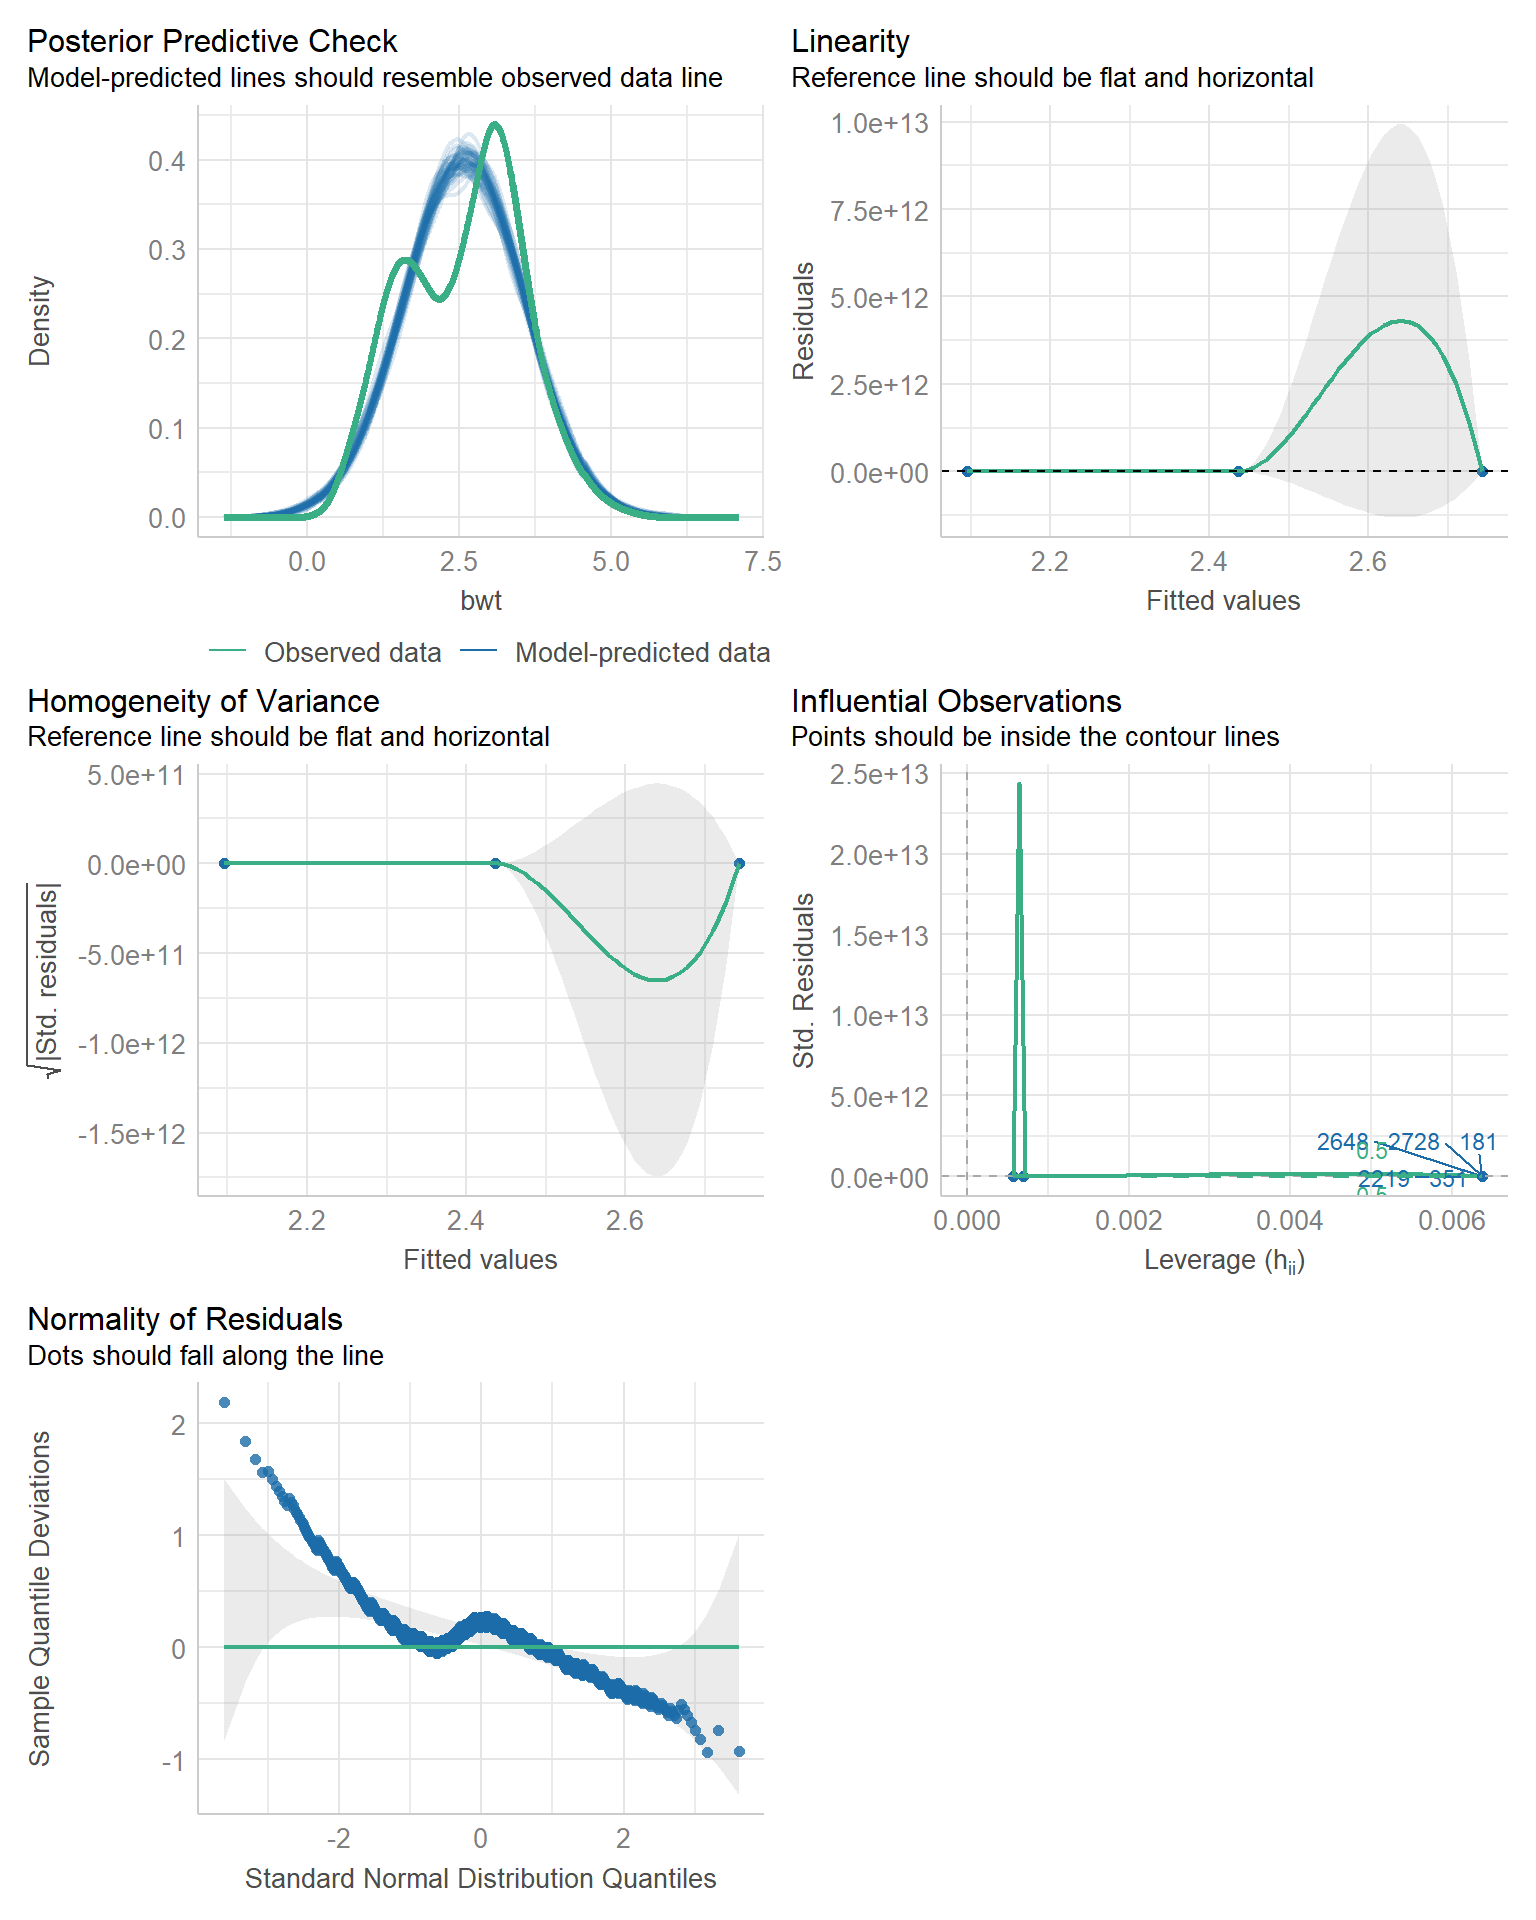 Posterior Predictive Check
Model-predicted lines should resemble observed data line
Density
0.4
0.3
0.2
0.1
0.0
0.0 2.5 5.0 7.5
bwt
Observed data Model-predicted data
Linearity
Reference line should be flat and horizontal
Residuals
1.0e+13
7.5e+12
5.0e+12
2.5e+12
0.0e+00
2.2 2.4 2.6
Fitted values
Homogeneity of Variance
Reference line should be flat and horizontal
√|Std. residuals|
5.0e+11
0.0e+00
-5.0e+11
-1.0e+12
-1.5e+12
2.2 2.4 2.6
Fitted values
Influential Observations
Points should be inside the contour lines
Std. Residuals
2.5e+13
2.0e+13
1.5e+13
1.0e+13
5.0e+12
0.0e+00
2648 2728 181
0.5
2219 351
0.5
0.000 0.002 0.004 0.006
Leverage (hii)
Normality of Residuals
Dots should fall along the line
Sample Quantile Deviations
2
1
0
-1
-2 0 2
Standard Normal Distribution Quantiles